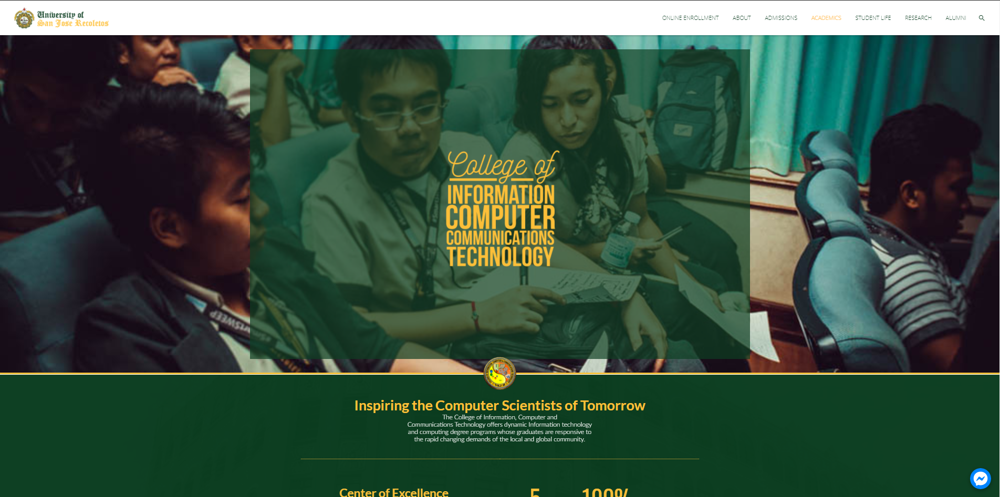 University of
San Jose Recoletos
ONLINE ENROLLMENT ABOUT ADMISSIONS ACADEMICS STUDENT LIFE RESEARCH ALUMNI
College of
INFORMATION
COMPUTER
COMMUNICATIONS
TECHNOLOGY
Inspiring the Computer Scientists of Tomorrow
The College of Information, Computer and
Communications Technology offers dynamic Information technology
and computing degree programs whose graduates are responsive to
the rapid changing demands of the local and global community.
Center of Excellence 5 100%